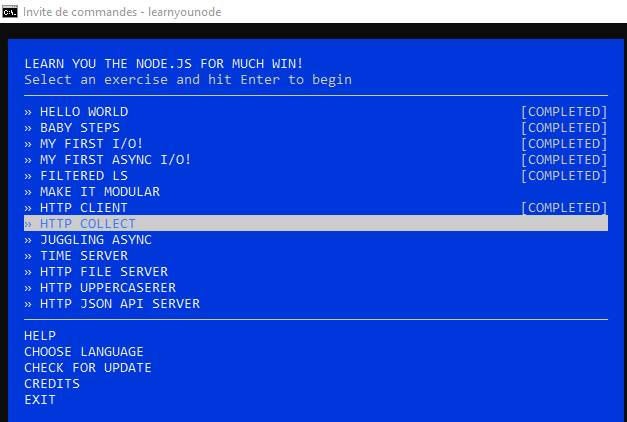 Invite de commandes - learnyounode
LEARN YOU THE NODE.JS FOR MUCH WIN!
Select an exercise and hit Enter to begin
» HELLO WORLD [COMPLETED]
» BABY STEPS [COMPLETED]
» MY FIRST I/O! [COMPLETED]
» MY FIRST ASYNC I/O! [COMPLETED]
» FILTERED LS [COMPLETED]
» MAKE IT MODULAR
» HTTP CLIENT [COMPLETED]
» HTTP COLLECT
» JUGGLING ASYNC
» TIME SERVER
» HTTP FILE SERVER
» HTTP UPPERCASERER
» HTTP JSON API SERVER
HELP
CHOOSE LANGUAGE
CHECK FOR UPDATE
CREDITS
EXIT